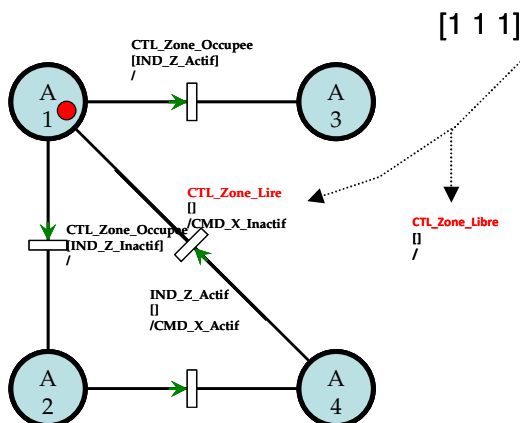 [1 1 1]
CTL_Zone_Occupee
[IND_Z_Actif]
/
A
1
A
3
CTL_Zone_Lire
[]
/CMD_X_Inactif
CTL_Zone_Libre
[]
/
CTL_Zone_Occupee
[IND_Z_Inactif]
/
IND_Z_Actif
[]
/CMD_X_Actif
A
2
A
4